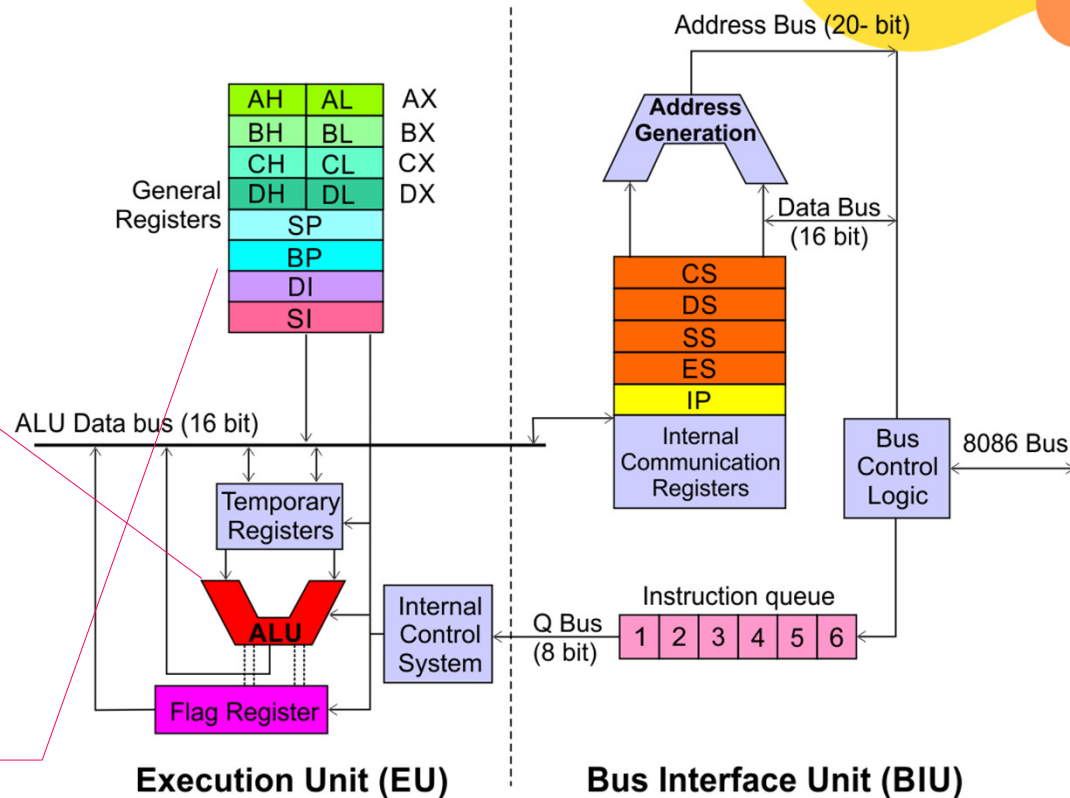 Address Bus (20- bit)
AH AL AX
BH BL BX
CH CL CX
DH DL DX
General
Registers
SP
BP
DI
SI
ALU Data bus (16 bit)
Temporary
Registers
ALU
Flag Register
Internal
Control
System
Execution Unit (EU)
Address
Generation
Data Bus
(16 bit)
CS
DS
SS
ES
IP
Internal
Communication
Registers
Bus
Control
Logic
8086 Bus
Instruction queue
Q Bus
(8 bit)
1 2 3 4 5 6
Bus Interface Unit (BIU)